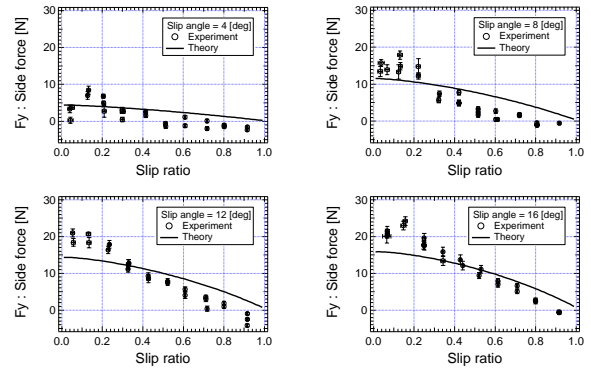 Slip angle = 4 [deg]
Experiment
Theory
Fy : Side force [N]
30
20
10
0
0.0 0.2 0.4 0.6 0.8 1.0
Slip ratio
Slip angle = 8 [deg]
Experiment
Theory
Fy : Side force [N]
30
20
10
0
0.0 0.2 0.4 0.6 0.8 1.0
Slip ratio
Slip angle = 12 [deg]
Experiment
Theory
Fy : Side force [N]
30
20
10
0
0.0 0.2 0.4 0.6 0.8 1.0
Slip ratio
Slip angle = 16 [deg]
Experiment
Theory
Fy : Side force [N]
30
20
10
0
0.0 0.2 0.4 0.6 0.8 1.0
Slip ratio